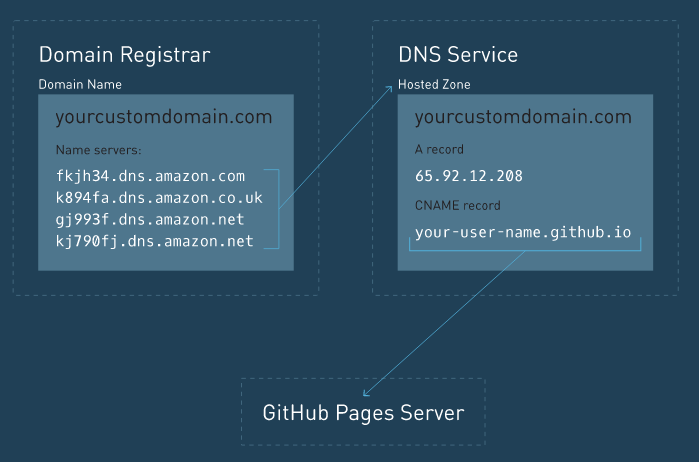 Domain Registrar
Domain Name
yourcustomdomain.com
Name servers:
fkjh34.dns.amazon.com
k894fa.dns.amazon.co.uk
gj993f.dns.amazon.net
kj790fj.dns.amazon.net
DNS Service
Hosted Zone
yourcustomdomain.com
A record
65.92.12.208
CNAME record
your-user-name.github.io
GitHub Pages Server